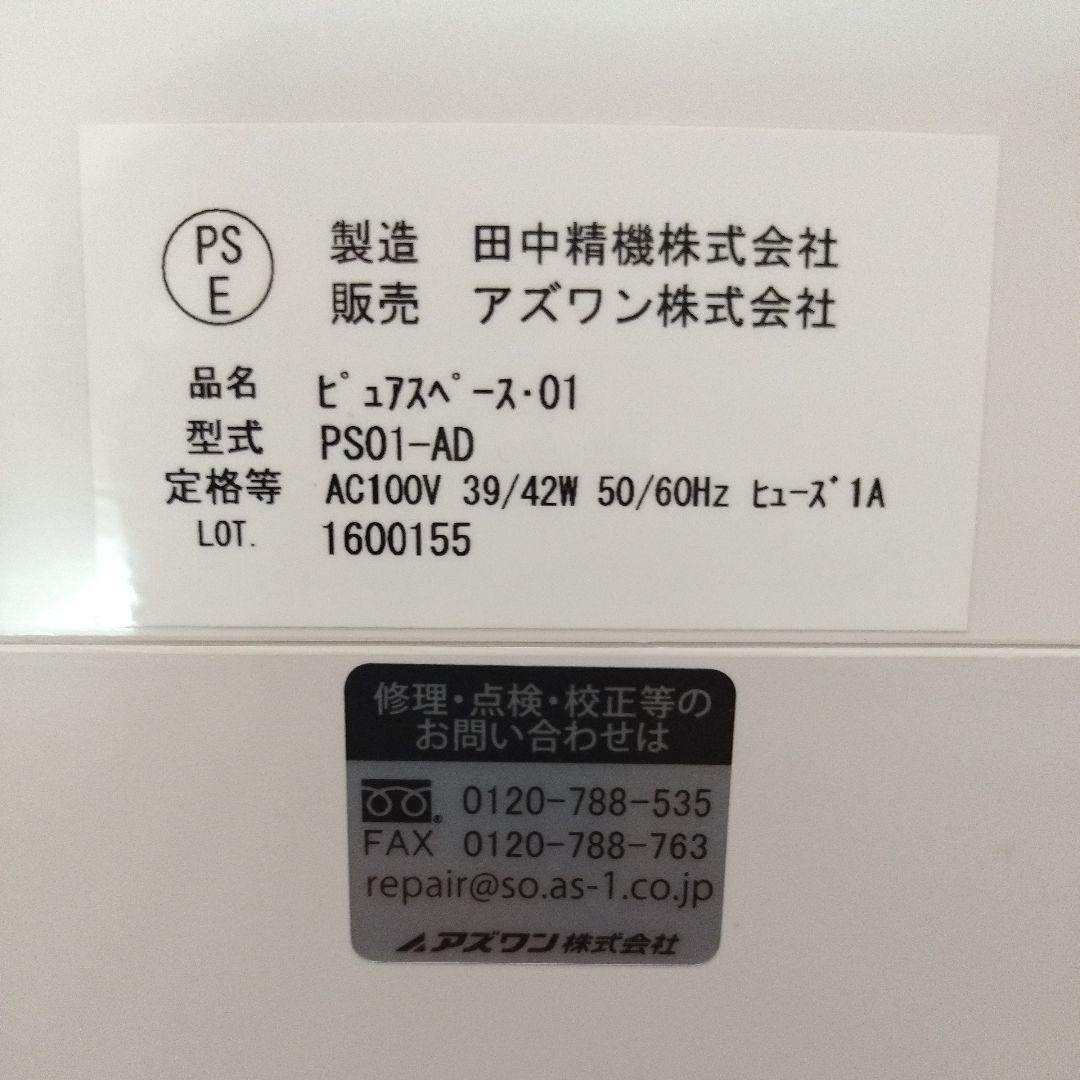 PS
E
製造 田中精機株式会社
販売 アズワン株式会社
品名 ﾋﾟｭｱｽﾍﾟｰｽ･01
型式 PS01-AD
定格等 AC100V 39/42W 50/60Hz ﾋｭｰｽﾞ1A
LOT. 1600155
修理・点検・校正等の
お問い合わせは
0120-788-535
FAX 0120-788-763
repair@so.as-1.co.jp
アズワン株式会社